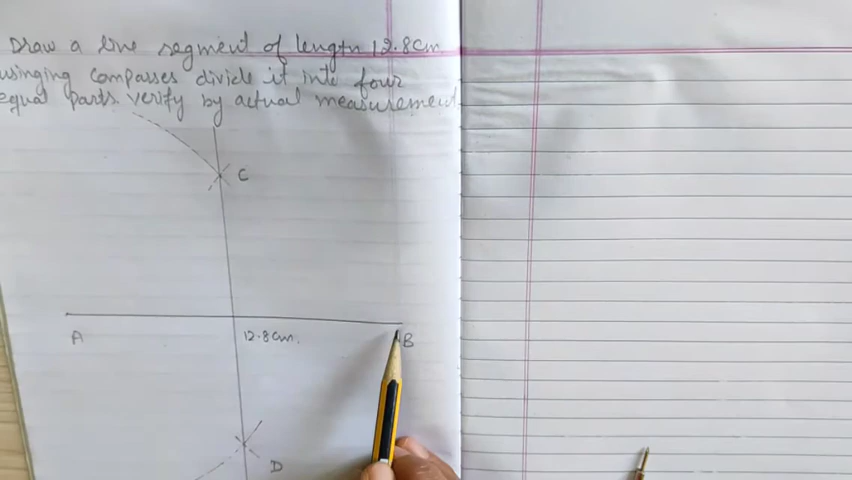 Draw a line segment of length 12.8cm
usinging compasses divide it into four
equal parts verify by actual measurement
C
A
12.8cm.
B
D